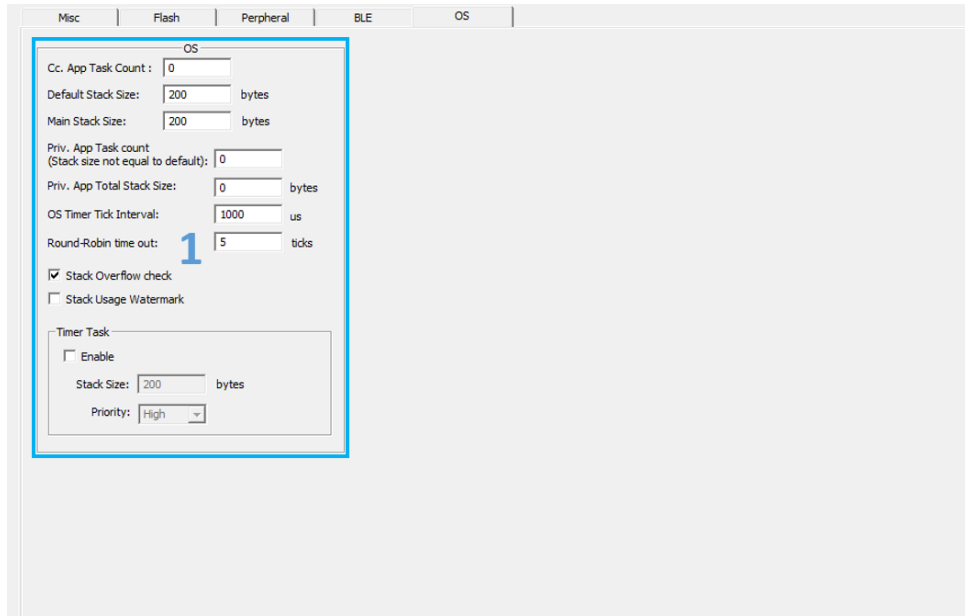 Misc Flash Perpheral BLE OS
OS
Cc. App Task Count : 0
Default Stack Size: 200 bytes
Main Stack Size: 200 bytes
Priv. App Task count
(Stack size not equal to default): 0
Priv. App Total Stack Size: 0 bytes
OS Timer Tick Interval: 1000 us
Round-Robin time out: 5 ticks
1
Stack Overflow check
Stack Usage Watermark
Timer Task
Enable
Stack Size: 200 bytes
Priority: High